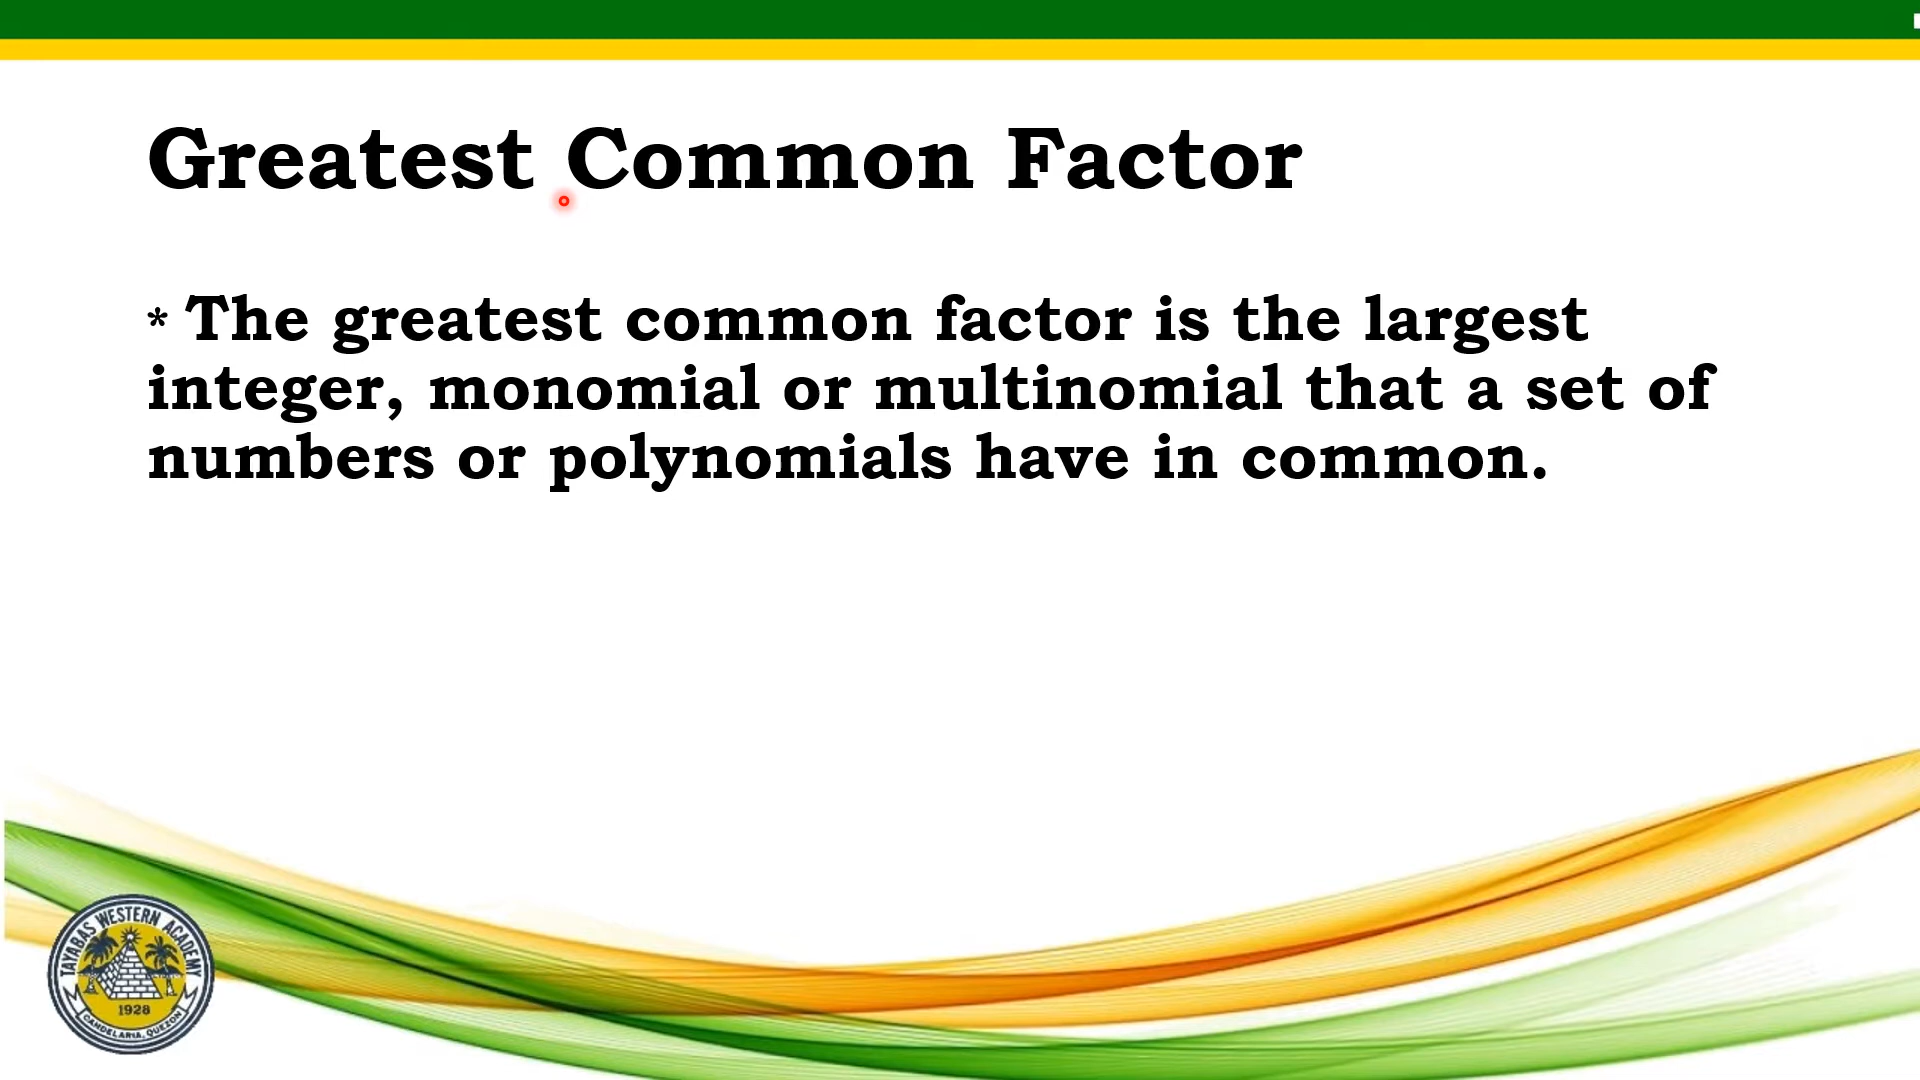 Greatest Common Factor
* The greatest common factor is the largest
integer, monomial or multinomial that a set of
numbers or polynomials have in common.
TAYABAS WESTERN ACADEMY
1928
CANDELARIA, QUEZON